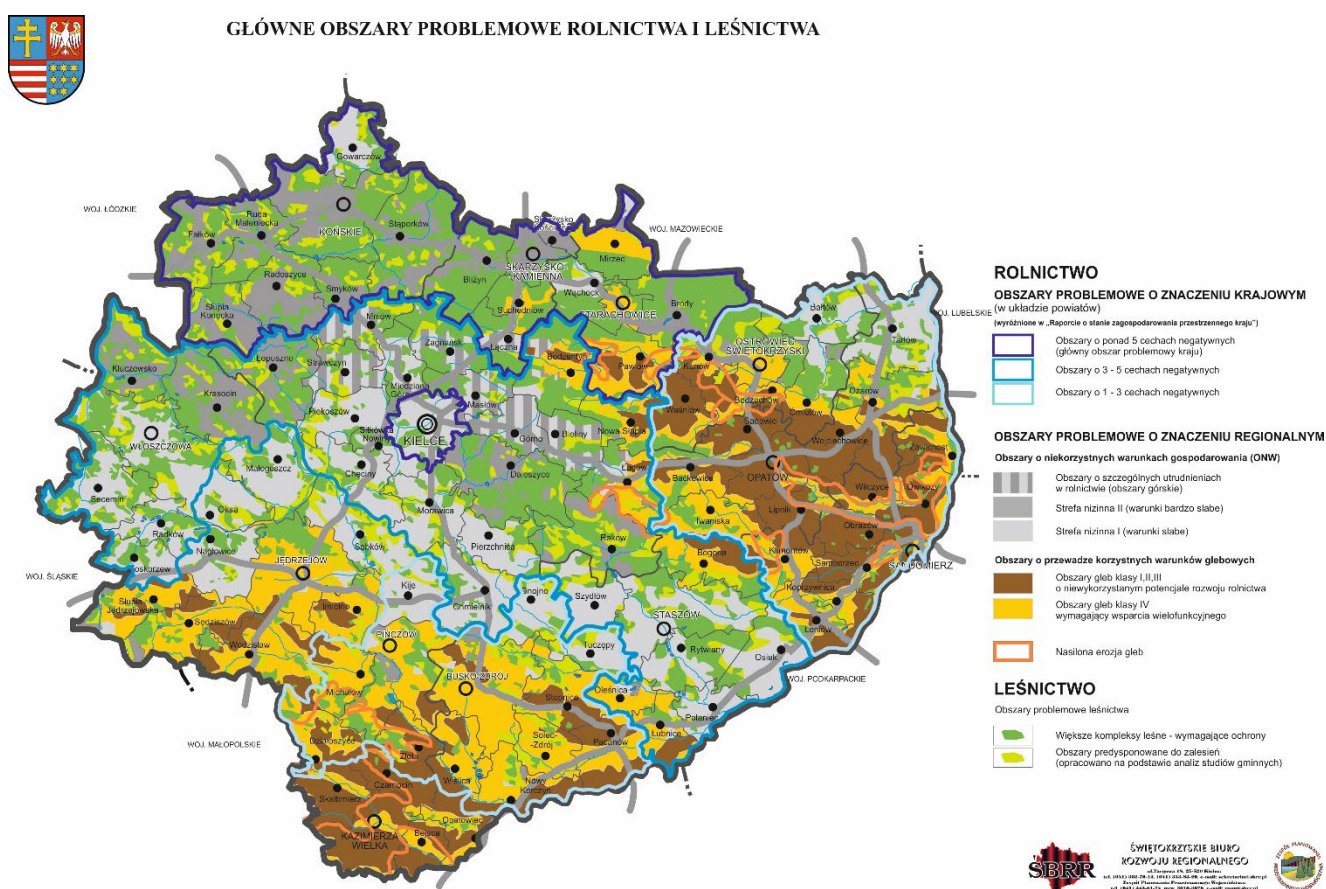 GŁÓWNE OBSZARY PROBLEMOWE ROLNICTWA I LEŚNICTWA
Gowarczów
WOJ. ŁÓDZKIE
Ruda
Maleniecka
KOŃSKIE
Stąporków
Fałków
WOJ. MAZOWIECKIE
Mirzec
SKARŻYSKO-
KAMIENNA
Radoszyce
Smyków
Bliżyn
Wąchock
Brody
Słupia
Konecka
Suchedniów
STARACHOWICE
Bałtów
WOJ. LUBELSKIE
Mniów
Tarłów
Zagnańsk
Łączna
OSTROWIEC
ŚWIĘTOKRZYSKI
Łopuszno
Strawczyn
Bodzentyn
Pawłów
Kunów
Kluczewsko
Miedziana
Góra
Krasocin
Masłów
Waśniów
Bodzechów
Ćmielów
Ożarów
Piekoszów
Sitkówka
Nowiny
KIELCE
Górno
Bieliny
Nowa Słupia
Sadowie
Wojciechowice
WŁOSZCZOWA
Zawichost
Małogoszcz
Chęciny
Daleszyce
Łagów
Baćkowice
OPATÓW
Wilczyce
Dwikozy
Secemin
Oksa
Morawica
Iwaniska
Lipnik
Obrazów
Radków
Nagłowice
Sobków
Pierzchnica
Raków
Bogoria
Klimontów
SANDOMIERZ
Samborzec
WOJ. ŚLĄSKIE
Moskorzew
JĘDRZEJÓW
Kije
Koprzywnica
Słupia
Jędrzejowska
Imielno
Chmielnik
Gnojno
Szydłów
Sędziszów
STASZÓW
Łoniów
Wodzisław
PIŃCZÓW
Tuczępy
Rytwiany
Osiek
WOJ. PODKARPACKIE
Michałów
BUSKO-ZDRÓJ
Oleśnica
Stopnica
Połaniec
WOJ. MAŁOPOLSKIE
Działoszyce
Złota
Solec-
-Zdrój
Pacanów
Łubnice
Czarnocin
Wiślica
Nowy
Korczyn
Skalbmierz
Opatowiec
KAZIMIERZA
WIELKA
Bejsce
ROLNICTWO
OBSZARY PROBLEMOWE O ZNACZENIU KRAJOWYM
(w układzie powiatów)
(wyróżnione w „Raporcie o stanie zagospodarowania przestrzennego kraju")
Obszary o ponad 5 cechach negatywnych
(główny obszar problemowy kraju)
Obszary o 3 - 5 cechach negatywnych
Obszary o 1 - 3 cechach negatywnych
OBSZARY PROBLEMOWE O ZNACZENIU REGIONALNYM
Obszary o niekorzystnych warunkach gospodarowania (ONW)
Obszary o szczególnych utrudnieniach
w rolnictwie (obszary górskie)
Strefa nizinna II (warunki bardzo słabe)
Strefa nizinna I (warunki słabe)
Obszary o przewadze korzystnych warunków glebowych
Obszary gleb klasy I,II,III
o niewykorzystanym potencjale rozwoju rolnictwa
Obszary gleb klasy IV
wymagający wsparcia wielofunkcyjnego
Nasilona erozja gleb
LEŚNICTWO
Obszary problemowe leśnictwa
Większe kompleksy leśne - wymagające ochrony
Obszary predysponowane do zalesień
(opracowano na podstawie analiz studiów gminnych)
ŚBRR
ŚWIĘTOKRZYSKIE BIURO
ROZWOJU REGIONALNEGO